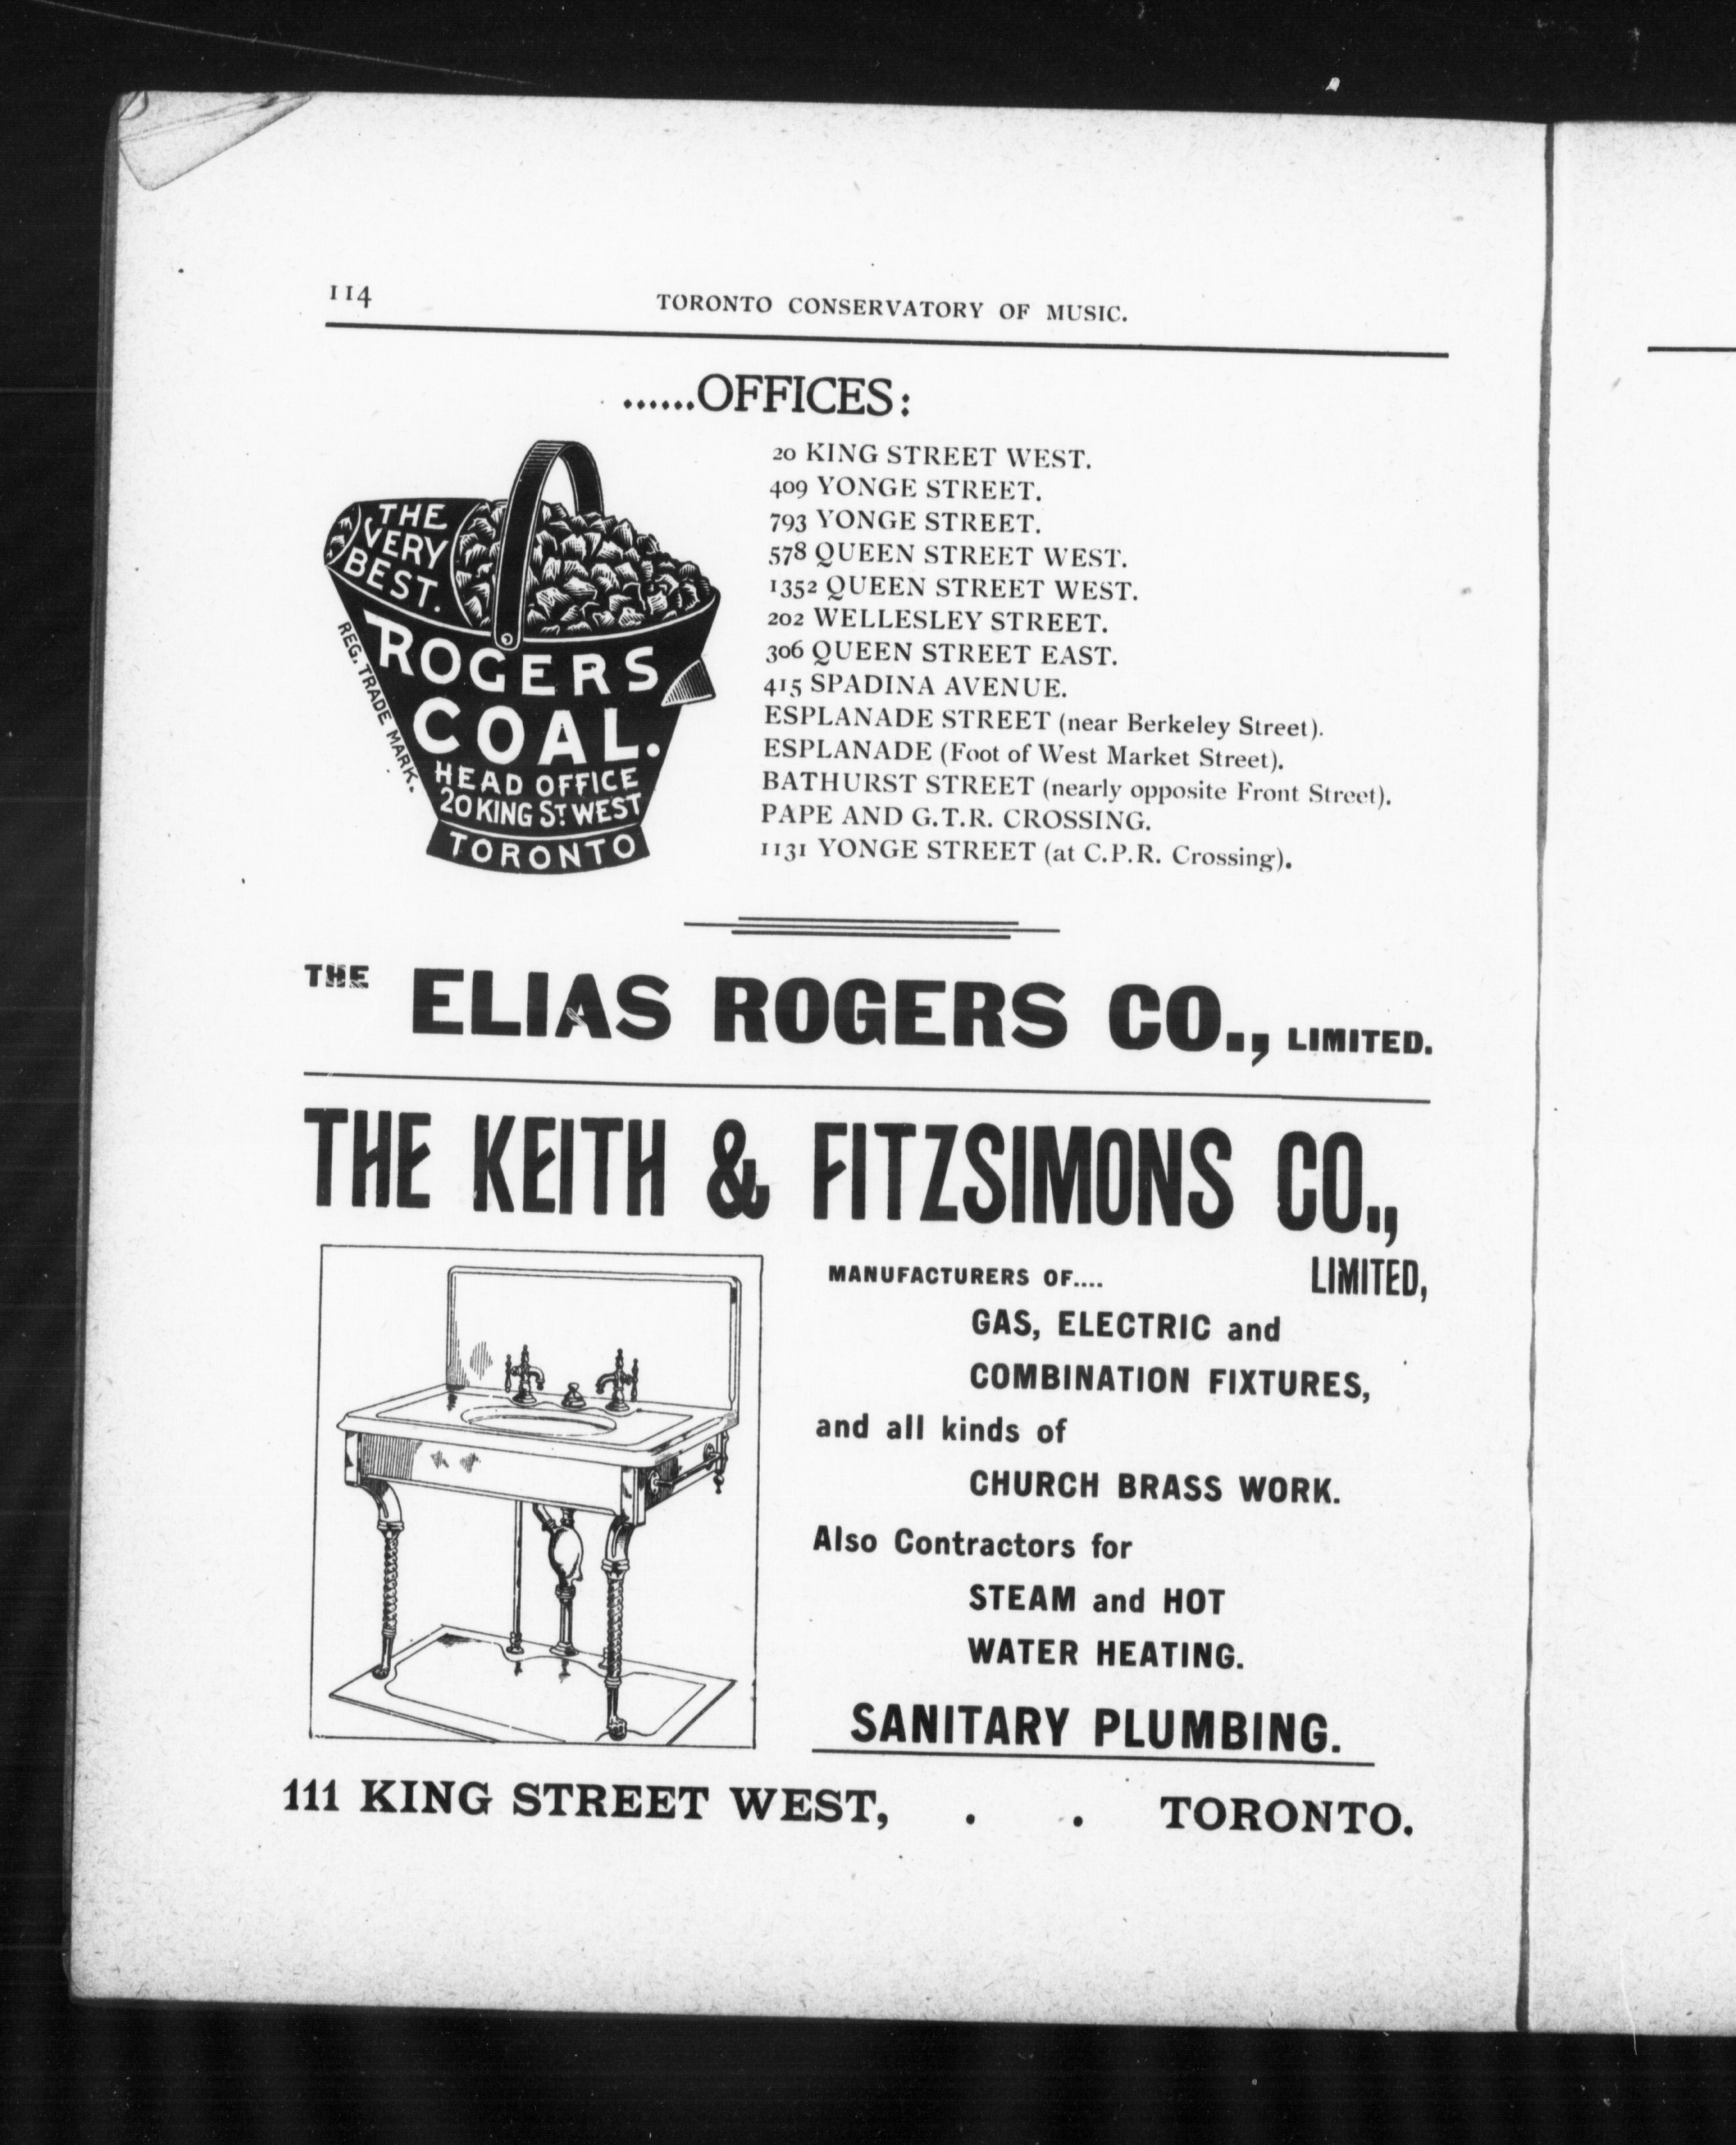 114
TORONTO CONSERVATORY OF MUSIC.
......OFFICES:
THE
VERY
BEST.
ROGERS
COAL.
HEAD OFFICE
20 KING ST. WEST
TORONTO
REG. TRADE MARK.
20 KING STREET WEST.
409 YONGE STREET.
793 YONGE STREET.
578 QUEEN STREET WEST.
1352 QUEEN STREET WEST.
202 WELLESLEY STREET.
306 QUEEN STREET EAST.
415 SPADINA AVENUE.
ESPLANADE STREET (near Berkeley Street).
ESPLANADE (Foot of West Market Street).
BATHURST STREET (nearly opposite Front Street).
PAPE AND G.T.R. CROSSING.
1131 YONGE STREET (at C.P.R. Crossing).
THE ELIAS ROGERS CO., LIMITED.
THE KEITH & FITZSIMONS CO.,
LIMITED,
MANUFACTURERS OF....
GAS, ELECTRIC and
COMBINATION FIXTURES,
and all kinds of
CHURCH BRASS WORK.
Also Contractors for
STEAM and HOT
WATER HEATING.
SANITARY PLUMBING.
111 KING STREET WEST, . . TORONTO.